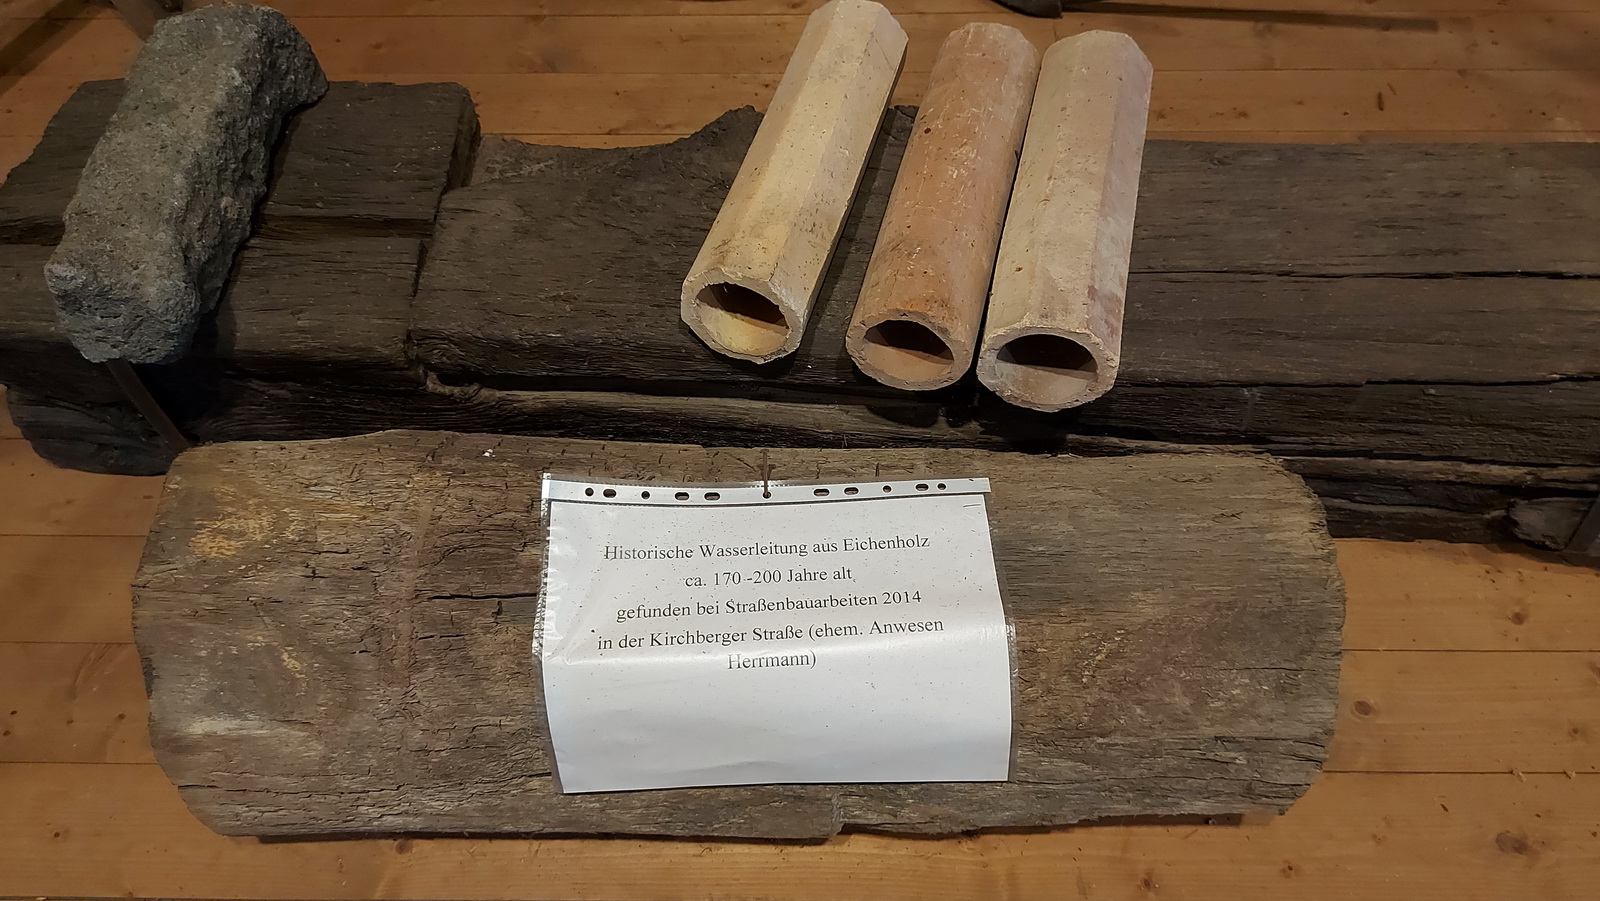 Historische Wasserleitung aus Eichenholz
ca. 170 -200 Jahre alt
gefunden bei Straßenbauarbeiten 2014
in der Kirchberger Straße (ehem. Anwesen
Herrmann)